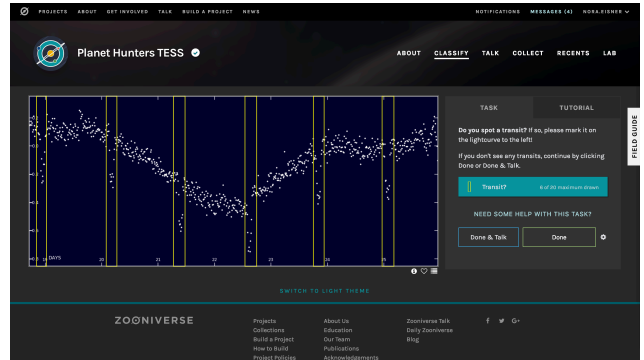 PROJECTS ABOUT GET INVOLVED TALK BUILD A PROJECT NEWS NOTIFICATIONS MESSAGES (4) NORA.EISNER
Planet Hunters TESS ABOUT CLASSIFY TALK COLLECT RECENTS LAB
TASK TUTORIAL
FIELD GUIDE
Do you spot a transit? If so, please mark it on
the lightcurve to the left!
If you don't see any transits, continue by clicking
Done or Done & Talk.
Transit? 6 of 20 maximum drawn
NEED SOME HELP WITH THIS TASK?
Done & Talk Done
DAYS 20 21 22 23 24
SWITCH TO LIGHT THEME
ZOONIVERSE
Projects About Us Zooniverse Talk
Collections Education Daily Zooniverse
Build a Project Our Team Blog
How to Build Publications
Project Policies Acknowledgements
G+